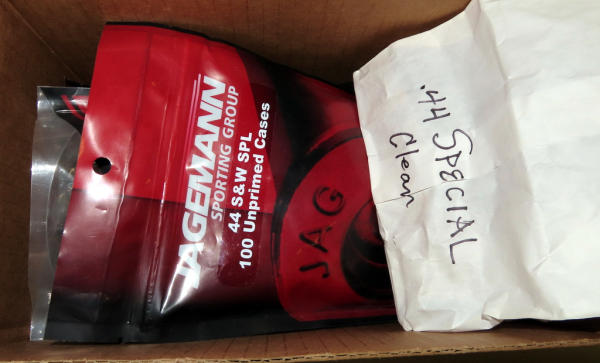 JAGEMANN
SPORTING GROUP
44 S&W SPL
100 Unprimed Cases
JAG
.44 SPECIAL
Clean